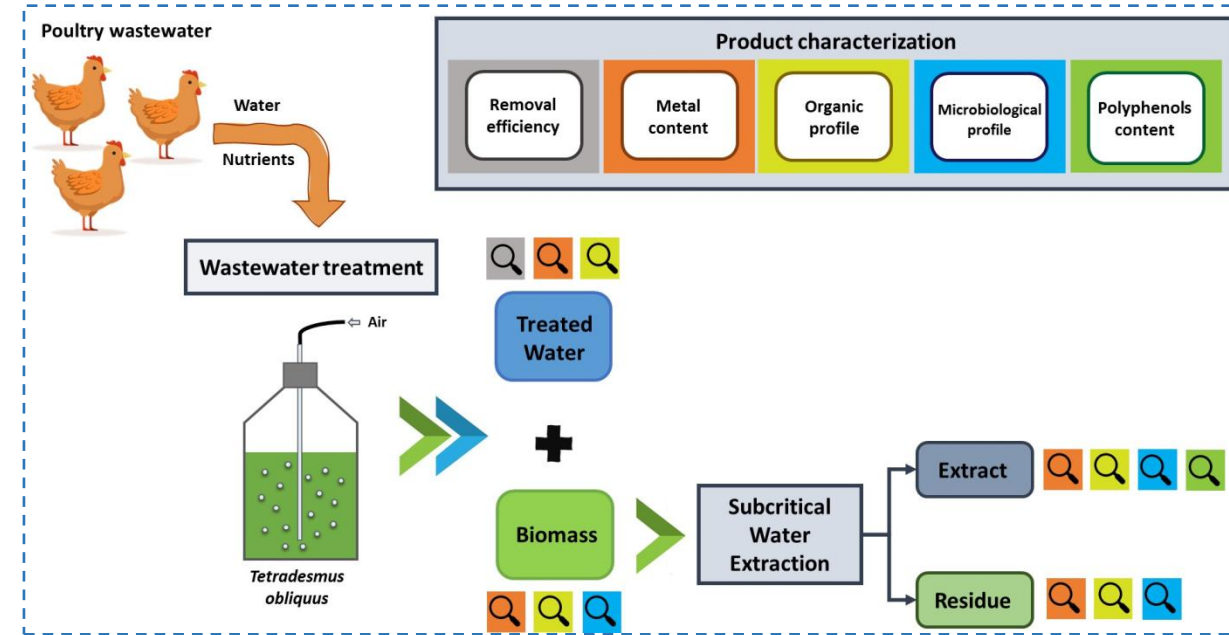 Poultry wastewater
Water
Nutrients
Product characterization
Removal
efficiency
Metal
content
Organic
profile
Microbiological
profile
Polyphenols
content
Wastewater treatment
Air
Tetradesmus
obliquus
Treated
Water
Biomass
Subcritical
Water
Extraction
Extract
Residue